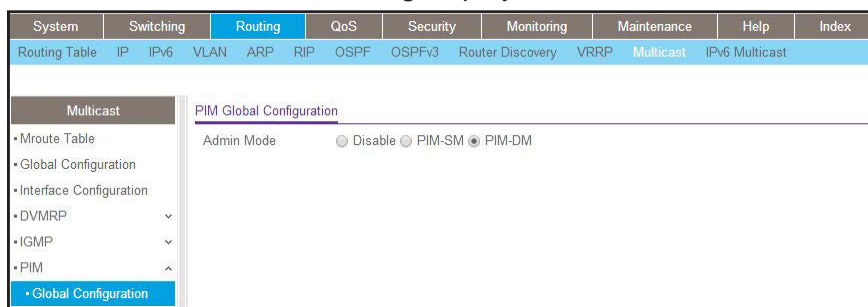 System Switching Routing QoS Security Monitoring Maintenance Help Index
Routing Table IP IPv6 VLAN ARP RIP OSPF OSPFv3 Router Discovery VRRP Multicast IPv6 Multicast
Multicast
PIM Global Configuration
Mroute Table
Admin Mode Disable PIM-SM PIM-DM
Global Configuration
Interface Configuration
DVMRP
IGMP
PIM
Global Configuration